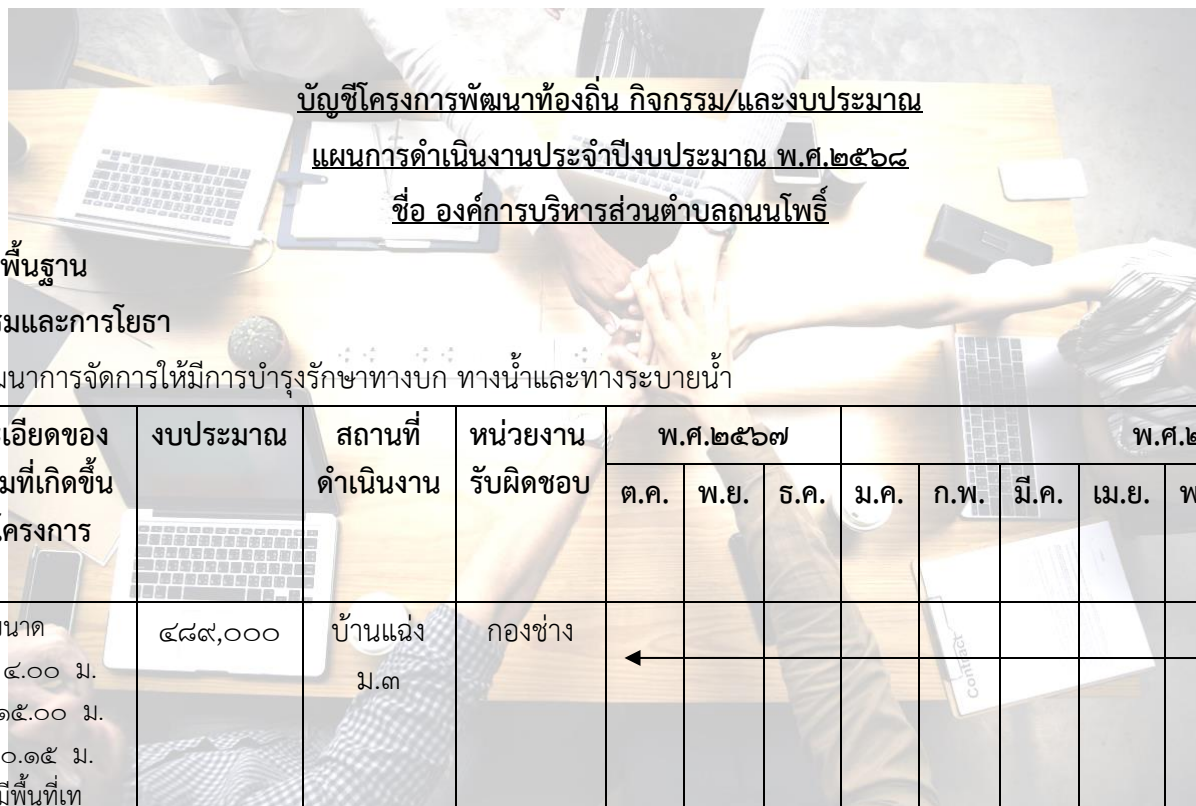 บัญชีโครงการพัฒนาท้องถิ่น กิจกรรม/และงบประมาณ
แผนการดำเนินงานประจำปีงบประมาณ พ.ศ.๒๕๖๘
ชื่อ องค์การบริหารส่วนตำบลถนนโพธิ์
พื้นฐาน
และการโยธา
การจัดการให้มีการบำรุงรักษาทางบก ทางน้ำและทางระบายน้ำ
งบประมาณ สถานที่ หน่วยงาน พ.ศ.๒๕๖๗
ที่เกิดขึ้น ดำเนินงาน รับผิดชอบ ต.ค. พ.ย. ธ.ค. ม.ค. ก.พ. มี.ค. เม.ย.
โครงการ
ขนาด ๔๘๙,๐๐๐ บ้านแฉ่ง กองช่าง
๔.๐๐ ม. ม.๓
๑๕.๐๐ ม.
๐.๑๕ ม.
มีพื้นที่เท
Contract